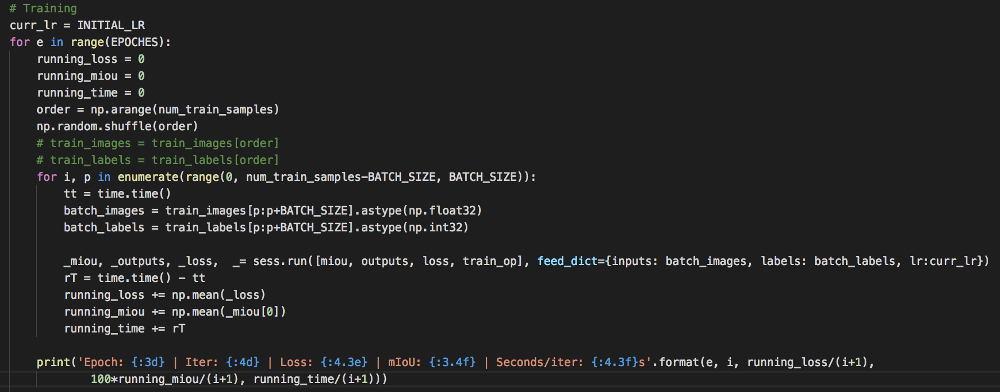 # Training
curr_lr = INITIAL_LR
for e in range(EPOCHES):
    running_loss = 0
    running_miou = 0
    running_time = 0
    order = np.arange(num_train_samples)
    np.random.shuffle(order)
    # train_images = train_images[order]
    # train_labels = train_labels[order]
    for i, p in enumerate(range(0, num_train_samples-BATCH_SIZE, BATCH_SIZE)):
        tt = time.time()
        batch_images = train_images[p:p+BATCH_SIZE].astype(np.float32)
        batch_labels = train_labels[p:p+BATCH_SIZE].astype(np.int32)

        _miou, _outputs, _loss,  _= sess.run([miou, outputs, loss, train_op], feed_dict={inputs: batch_images, labels: batch_labels, lr:curr_lr})
        rT = time.time() - tt
        running_loss += np.mean(_loss)
        running_miou += np.mean(_miou[0])
        running_time += rT

    print('Epoch: {:3d} | Iter: {:4d} | Loss: {:4.3e} | mIoU: {:3.4f} | Seconds/iter: {:4.3f}s'.format(e, i, running_loss/(i+1),
            100*running_miou/(i+1), running_time/(i+1)))